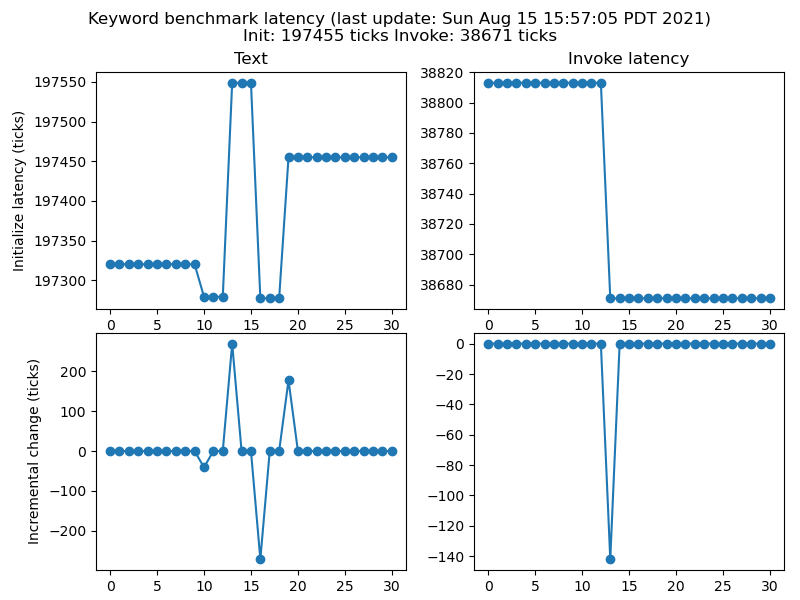 Keyword benchmark latency (last update: Sun Aug 15 15:57:05 PDT 2021)
Init: 197455 ticks Invoke: 38671 ticks
Text
Initialize latency (ticks)
197550
197500
197450
197400
197350
197300
0 5 10 15 20 25 30
Invoke latency
38820
38800
38780
38760
38740
38720
38700
38680
0 5 10 15 20 25 30
Incremental change (ticks)
200
100
0
−100
−200
0 5 10 15 20 25 30
0
−20
−40
−60
−80
−100
−120
−140
0 5 10 15 20 25 30